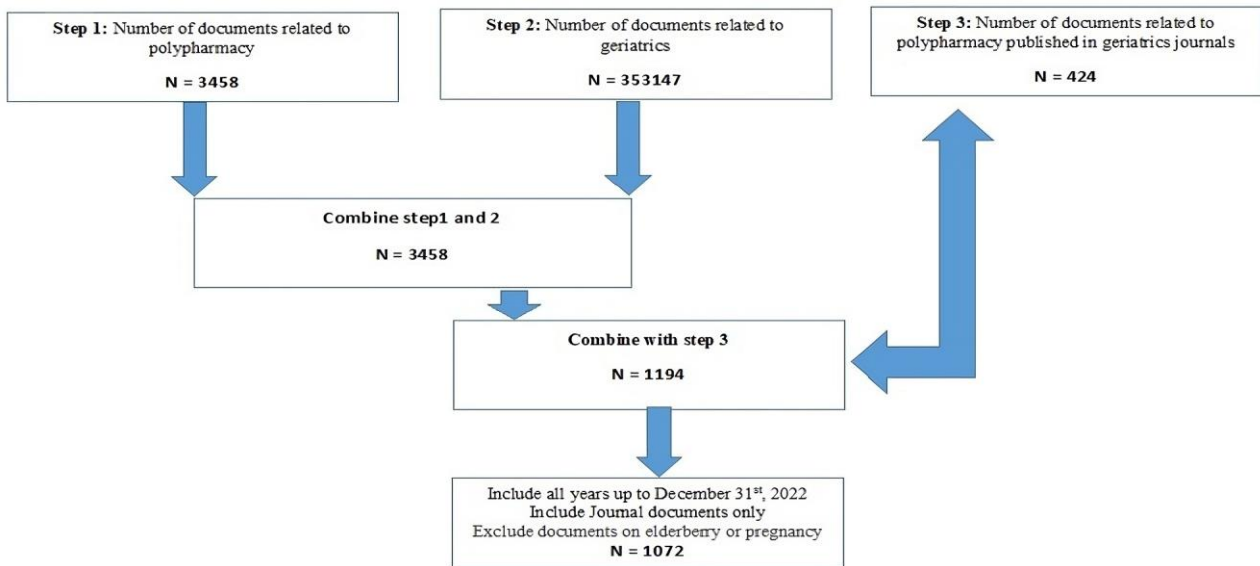 Step 1: Number of documents related to
polypharmacy
N = 3458
Step 2: Number of documents related to
geriatrics
N = 353147
Step 3: Number of documents related to
polypharmacy published in geriatrics journals
N = 424
Combine step1 and 2
N = 3458
Combine with step 3
N = 1194
Include all years up to December 31st, 2022
Include Journal documents only
Exclude documents on elderberry or pregnancy
N = 1072